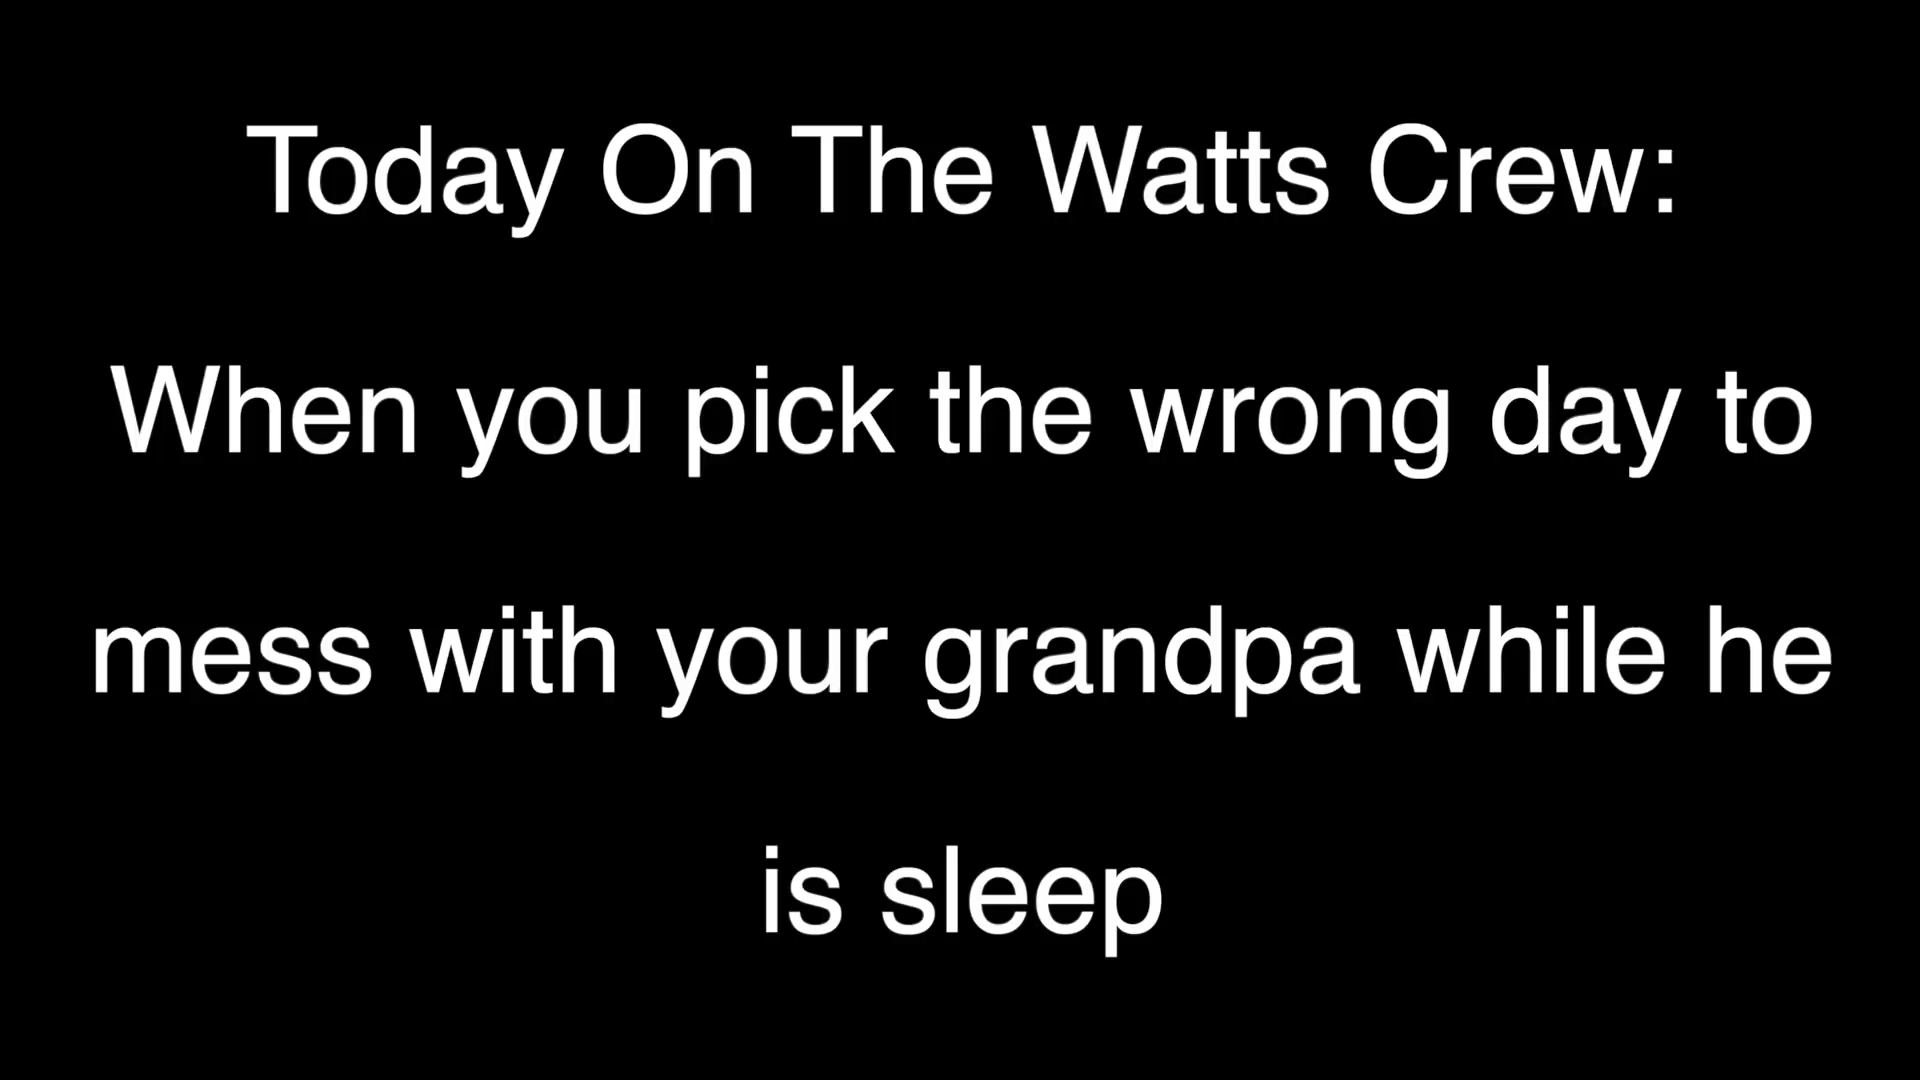 Today On The Watts Crew:
When you pick the wrong day to
mess with your grandpa while he
is sleep